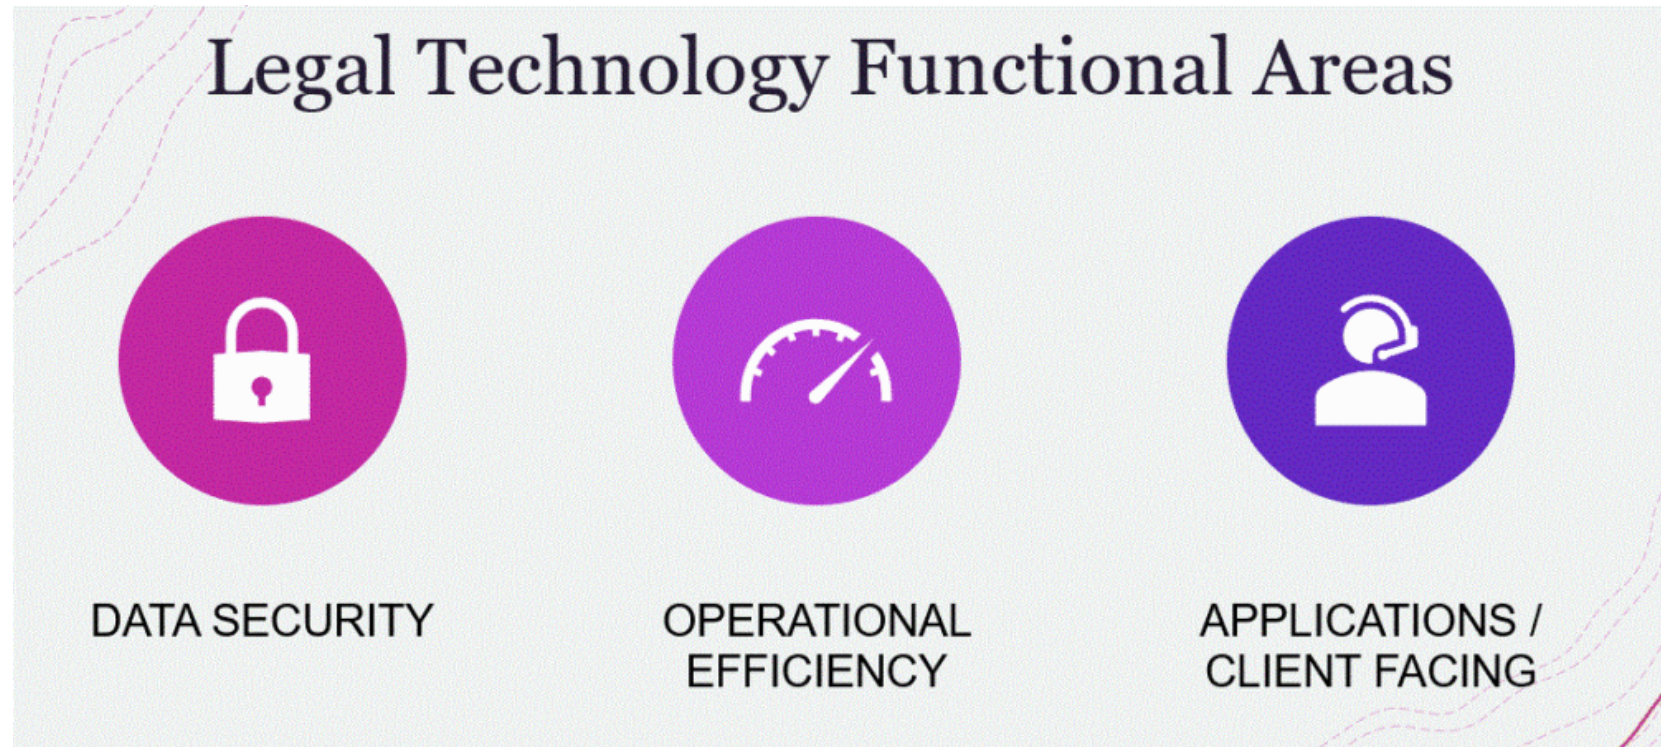 Legal Technology Functional Areas
DATA SECURITY
OPERATIONAL
EFFICIENCY
APPLICATIONS /
CLIENT FACING